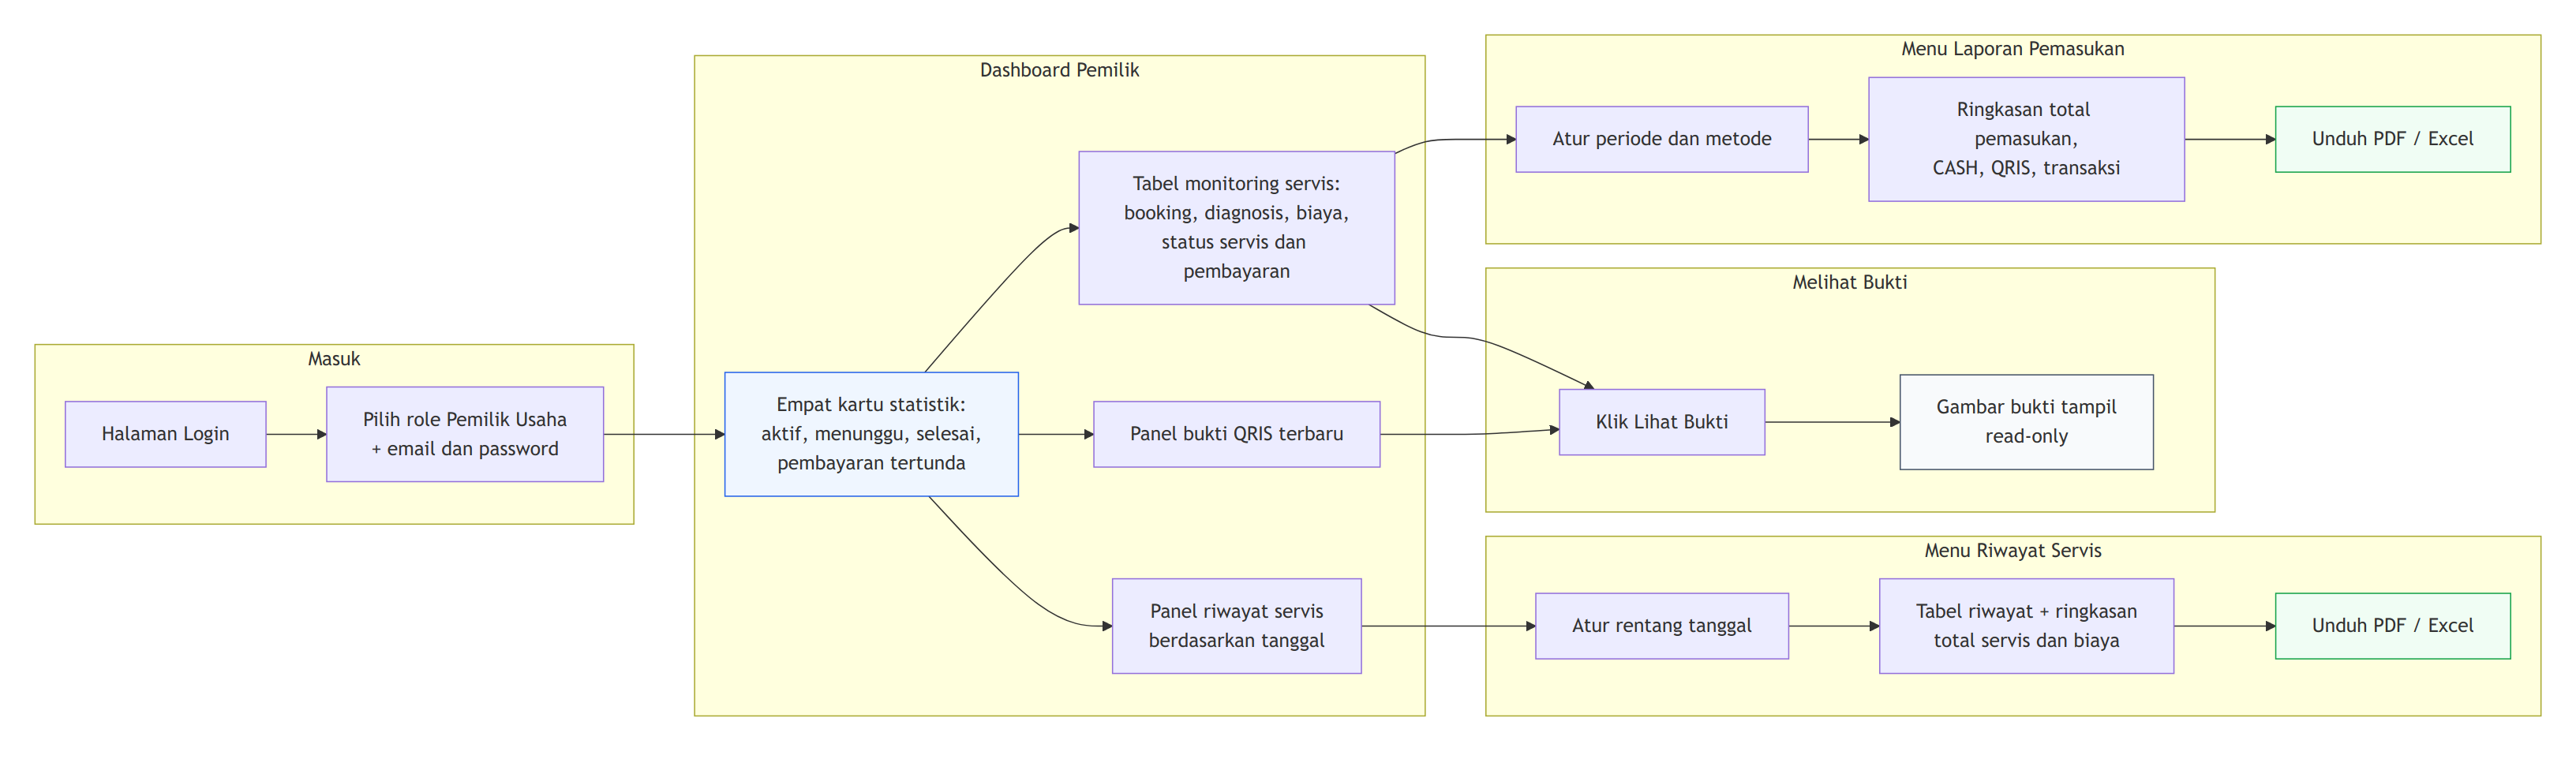 Masuk
Halaman Login
Pilih role Pemilik Usaha
+ email dan password
Dashboard Pemilik
Empat kartu statistik:
aktif, menunggu, selesai,
pembayaran tertunda
Tabel monitoring servis:
booking, diagnosis, biaya,
status servis dan
pembayaran
Panel bukti QRIS terbaru
Panel riwayat servis
berdasarkan tanggal
Menu Laporan Pemasukan
Atur periode dan metode
Ringkasan total
pemasukan,
CASH, QRIS, transaksi
Unduh PDF / Excel
Melihat Bukti
Klik Lihat Bukti
Gambar bukti tampil
read-only
Menu Riwayat Servis
Atur rentang tanggal
Tabel riwayat + ringkasan
total servis dan biaya
Unduh PDF / Excel